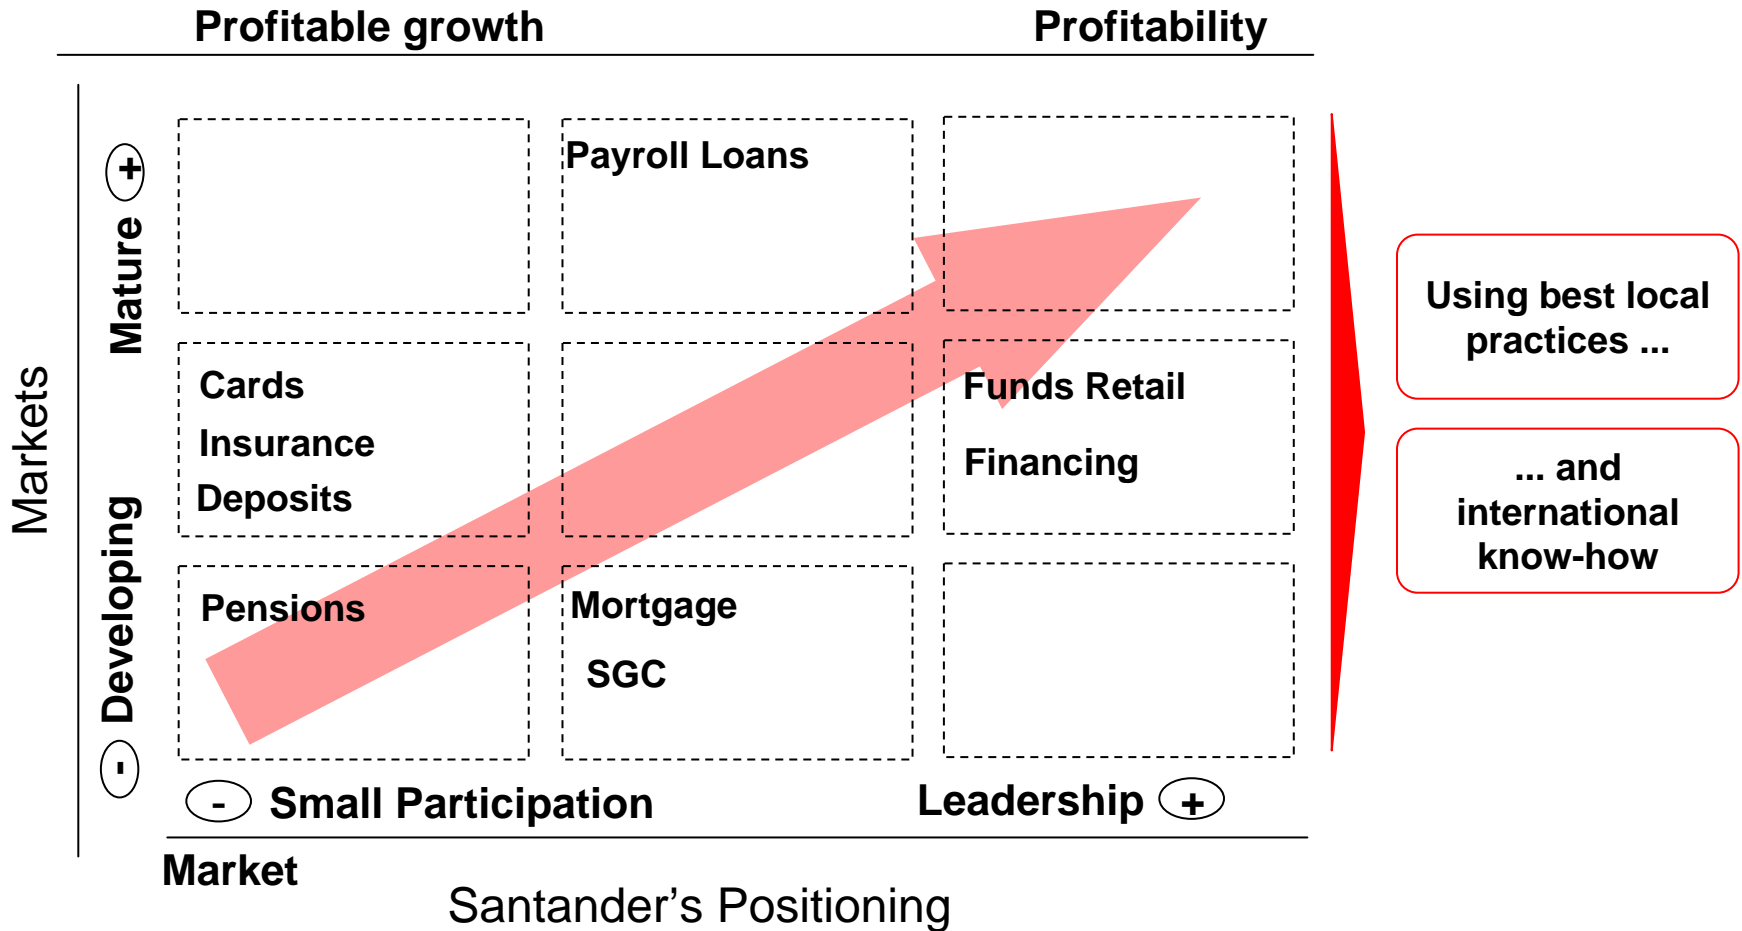 Profitable growth
Profitability
Markets
Mature +
- Developing
Payroll Loans
Cards
Insurance
Deposits
Funds Retail
Financing
Pensions
Mortgage
SGC
- Small Participation
Leadership +
Market
Santander’s Positioning
Using best local
practices ...
... and
international
know-how